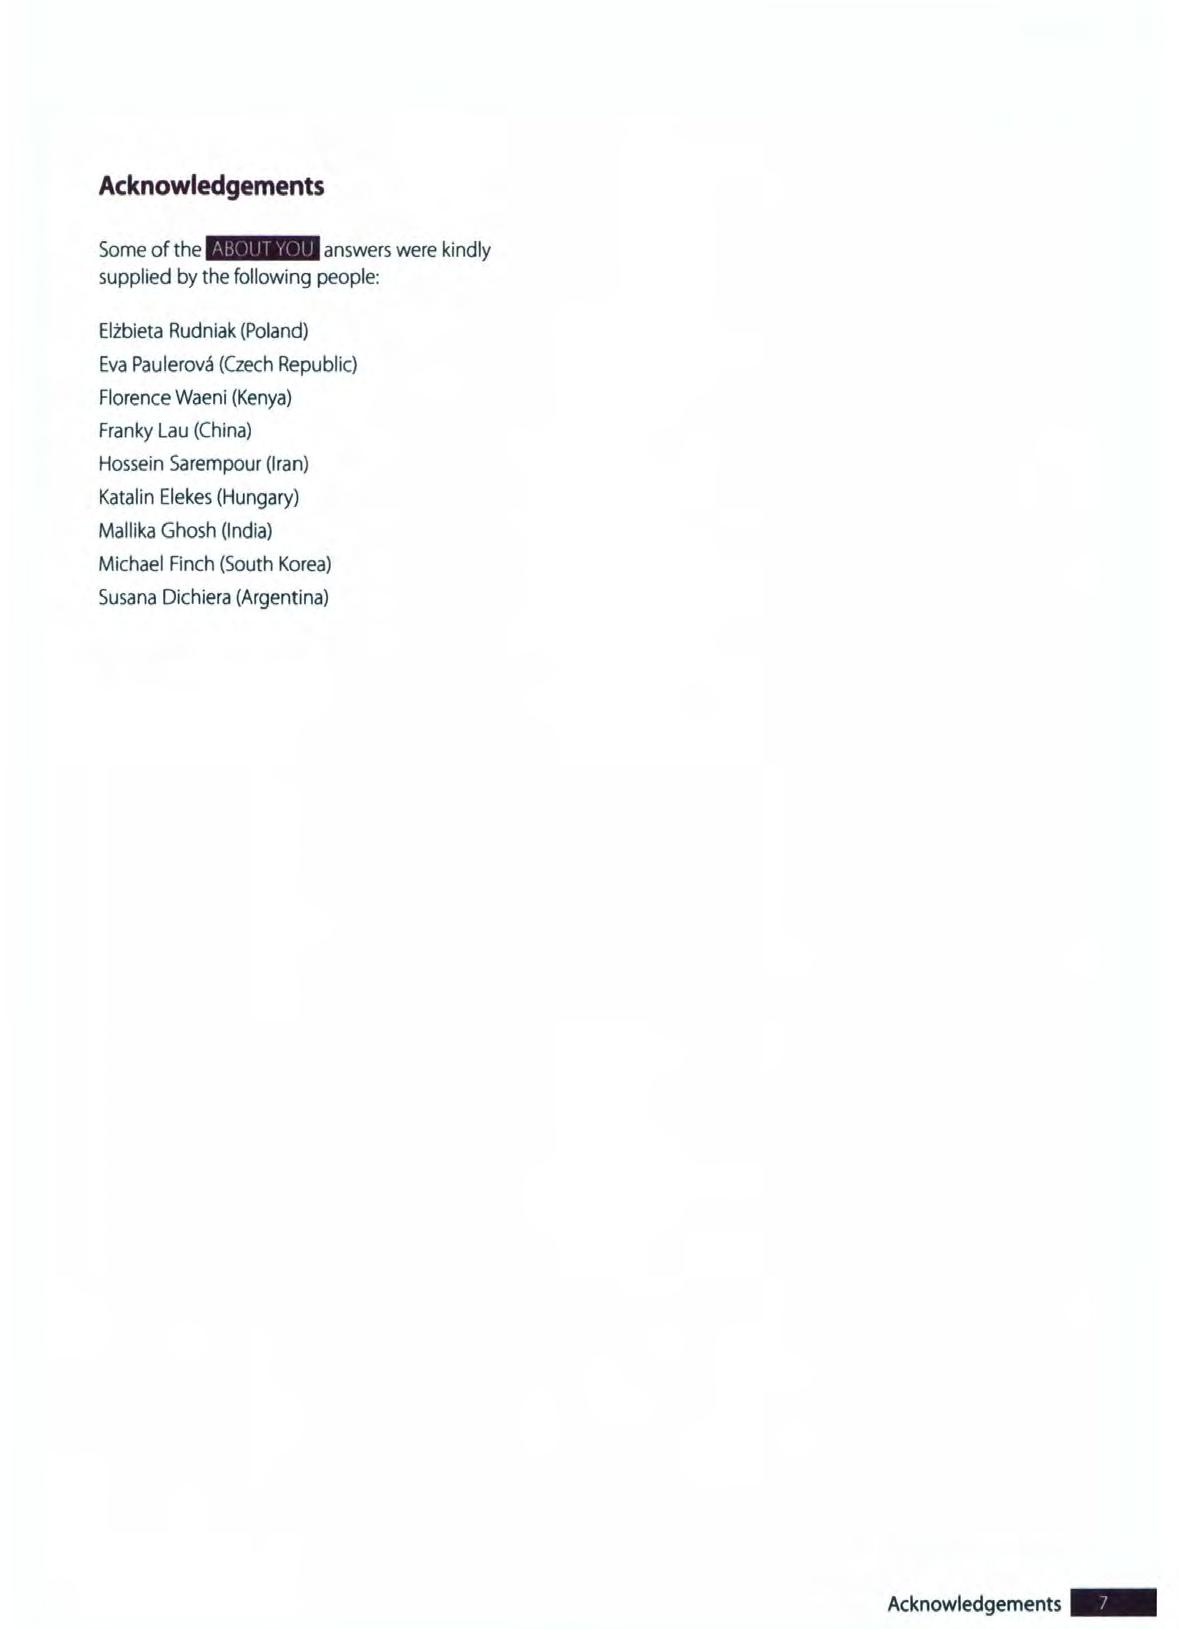 Acknowledgements
Some of the ABOUT YOU answers were kindly
supplied by the following people:
Elżbieta Rudniak (Poland)
Eva Paulerová (Czech Republic)
Florence Waeni (Kenya)
Franky Lau (China)
Hossein Sarempour (Iran)
Katalin Elekes (Hungary)
Mallika Ghosh (India)
Michael Finch (South Korea)
Susana Dichiera (Argentina)
Acknowledgements 7